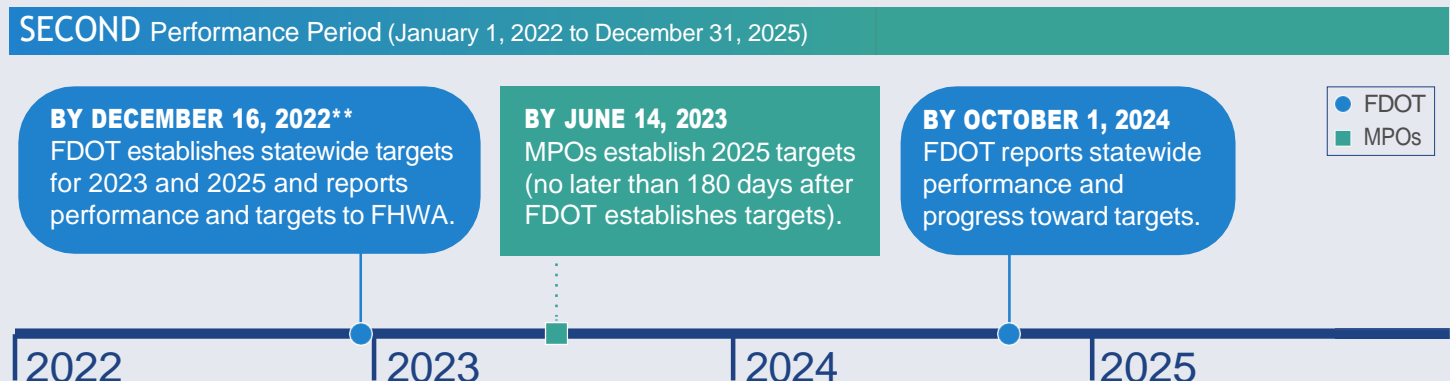 SECOND Performance Period (January 1, 2022 to December 31, 2025)
BY DECEMBER 16, 2022**
FDOT establishes statewide targets
for 2023 and 2025 and reports
performance and targets to FHWA.
BY JUNE 14, 2023
MPOs establish 2025 targets
(no later than 180 days after
FDOT establishes targets).
BY OCTOBER 1, 2024
FDOT reports statewide
performance and
progress toward targets.
FDOT
MPOs
2022
2023
2024
2025